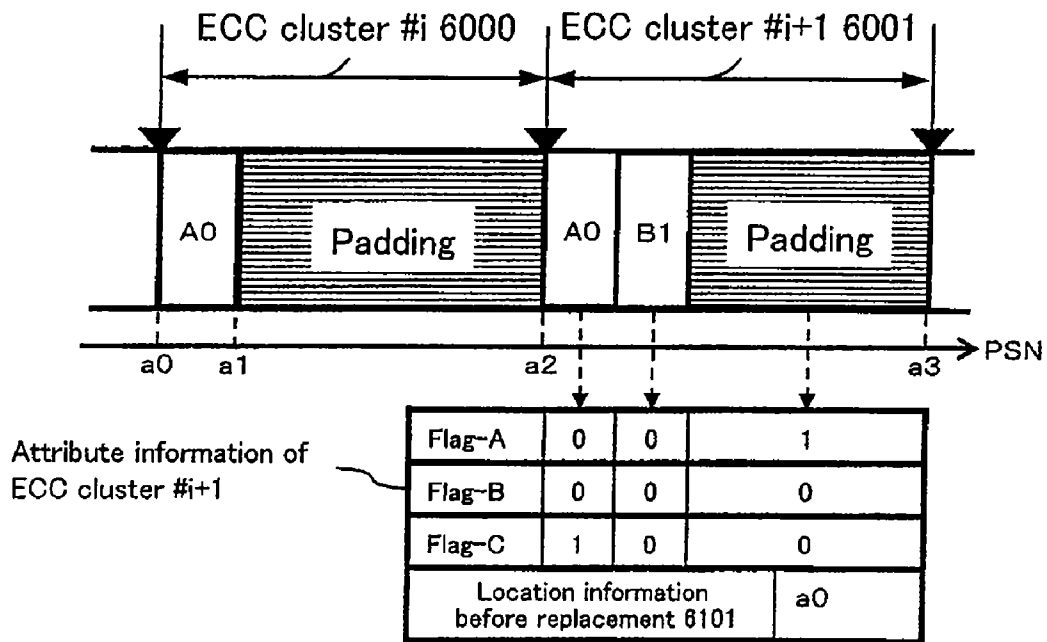 ECC cluster #i 6000 ECC cluster #i+1 6001
A0 Padding A0 B1 Padding
a0 a1 a2 a3 PSN
Attribute information of
ECC cluster #i+1
Flag-A 0 0 1
Flag-B 0 0 0
Flag-C 1 0 0
Location information
before replacement 6101
a0